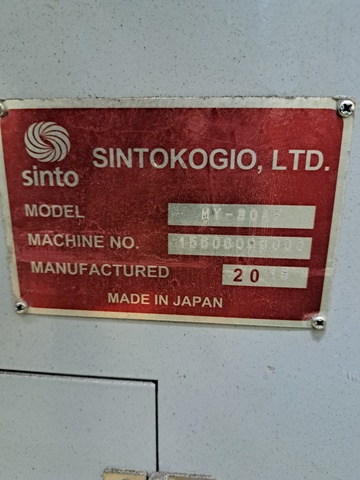 sinto
SINTOKOGIO, LTD.
MODEL
MACHINE NO.
MANUFACTURED
MADE IN JAPAN